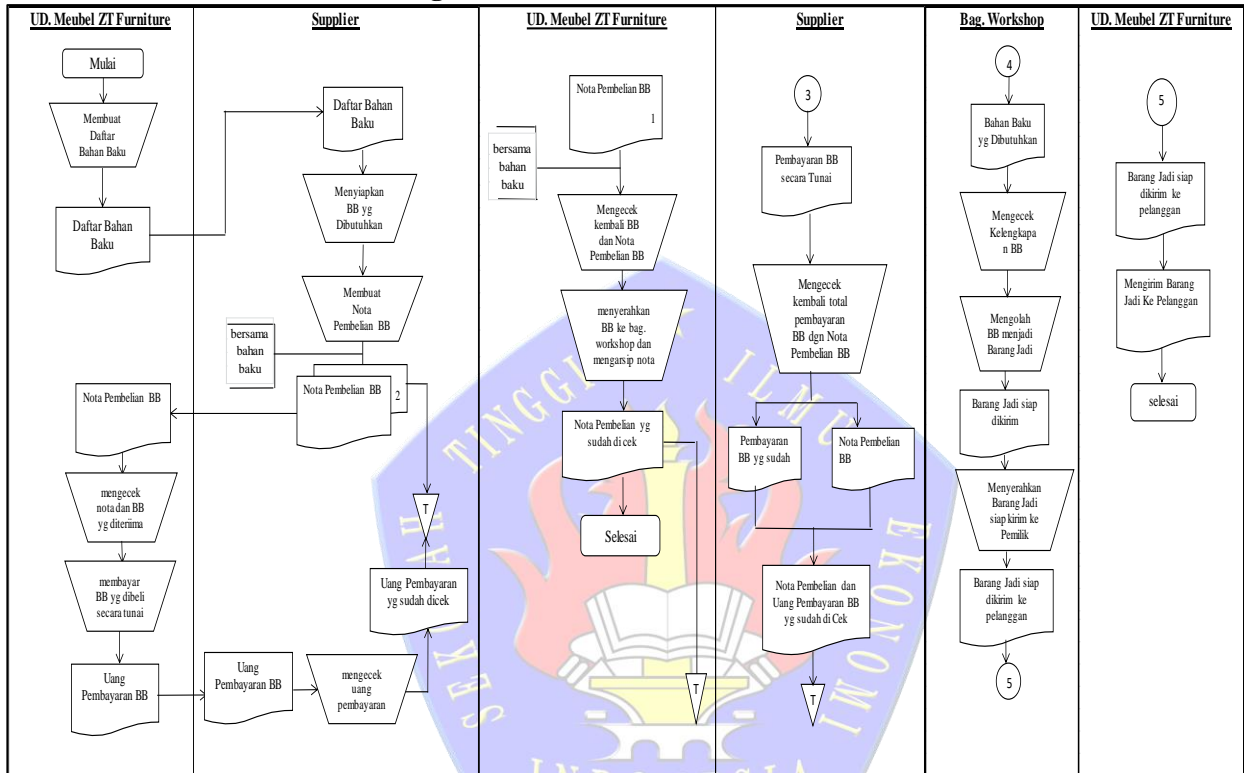 UD. Meubel ZT Furniture
Mulai
Membuat
Daftar
Bahan Baku
Daftar Bahan
Baku
Nota Pembelian BB
mengecek
nota dan BB
yg diteriima
membayar
BB yg dibeli
secara tunai
Uang
Pembayaran BB
Supplier
Daftar Bahan
Baku
Menyiapkan
BB yg
Dibutuhkan
Membuat
Nota
Pembelian BB
bersama
bahan
baku
Nota Pembelian BB
2
T
Uang Pembayaran
yg sudah dicek
Uang
Pembayaran BB
mengecek
uang
pembayaran
UD. Meubel ZT Furniture
Nota Pembelian BB
1
bersama
bahan
baku
Mengecek
kembali BB
dan Nota
Pembelian BB
menyerahkan
BB ke bag.
workshop dan
mengarsip nota
Nota Pembelian yg
sudah di cek
Selesai
T
Supplier
3
Pembayaran BB
secara Tunai
Mengecek
kembali total
pembayaran
BB dgn Nota
Pembelian BB
Pembayaran
BB yg sudah
Nota Pembelian
BB
Nota Pembelian dan
Uang Pembayaran BB
yg sudah di Cek
T
Bag. Workshop
4
Bahan Baku
yg Dibutuhkan
Mengecek
Kelengkapa
n BB
Mengolah
BB menjadi
Barang Jadi
Barang Jadi siap
dikirim
Menyerahkan
Barang Jadi
siap kirim ke
Pemilik
Barang Jadi siap
dikirim ke
pelanggan
5
UD. Meubel ZT Furniture
5
Barang Jadi siap
dikirim ke
pelanggan
Mengirim Barang
Jadi Ke Pelanggan
selesai
SEKOLAH TINGGI ILMU EKONOMI
INDONESIA